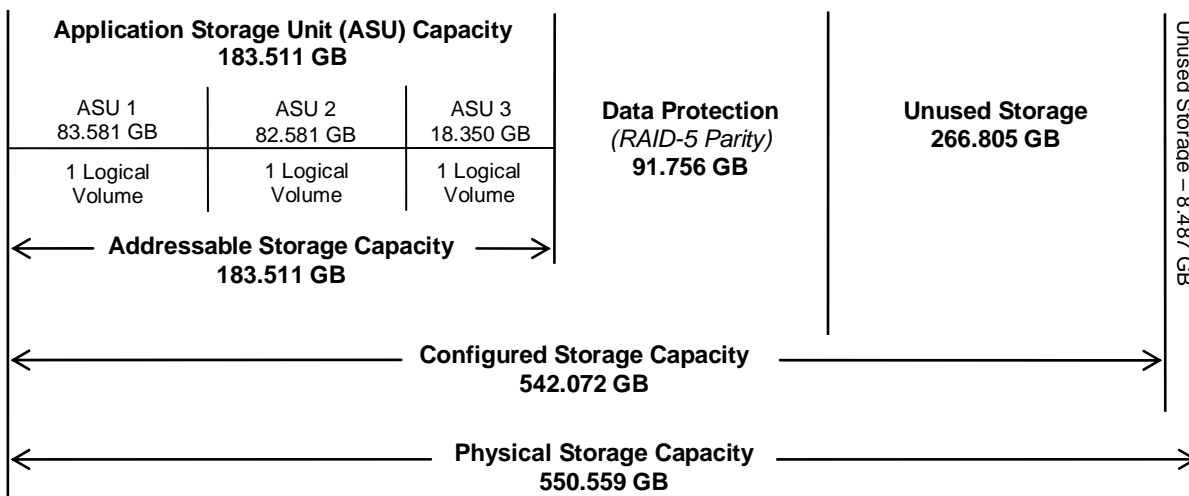 Application Storage Unit (ASU) Capacity
183.511 GB
ASU 1
83.581 GB
ASU 2
82.581 GB
ASU 3
18.350 GB
1 Logical
Volume
1 Logical
Volume
1 Logical
Volume
Addressable Storage Capacity
183.511 GB
Data Protection
(RAID-5 Parity)
91.756 GB
Unused Storage
266.805 GB
Unused Storage – 8.487 GB
Configured Storage Capacity
542.072 GB
Physical Storage Capacity
550.559 GB